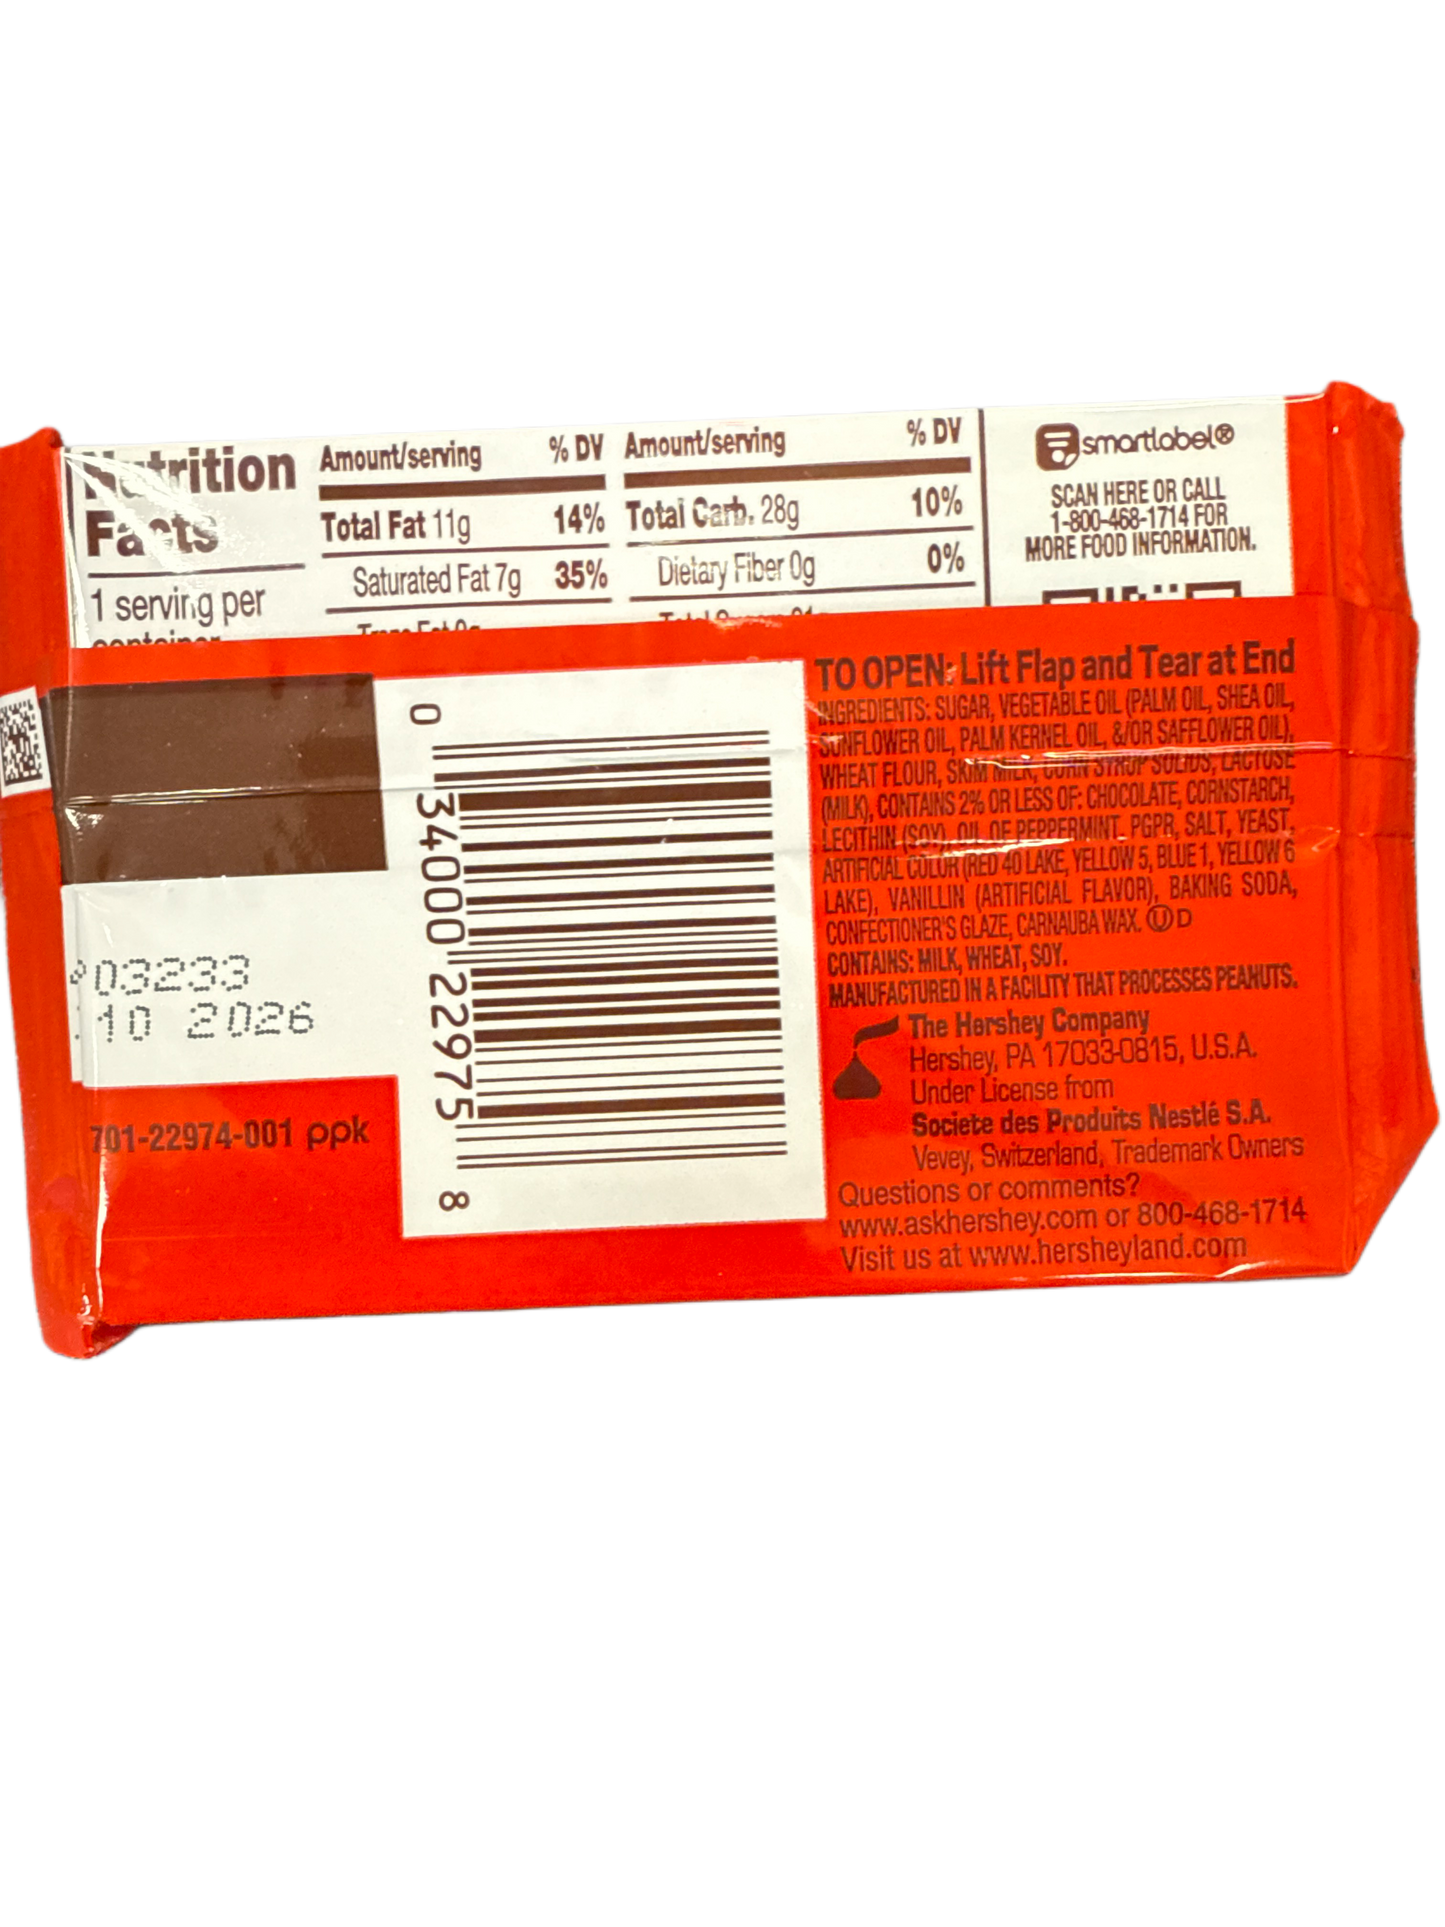 Nutrition
Facts
1 serving per
container
Amount/serving % DV
Total Fat 11g 14%
Saturated Fat 7g 35%
Trans Fat 0g
Amount/serving % DV
Total Carb. 28g 10%
Dietary Fiber 0g 0%
smartlabel®
SCAN HERE OR CALL
1-800-468-1714 FOR
MORE FOOD INFORMATION.
03233
10 2026
701-22974-001 ppk
0 34000 22975 8
TO OPEN: Lift Flap and Tear at End
INGREDIENTS: SUGAR, VEGETABLE OIL (PALM OIL, SHEA OIL,
SUNFLOWER OIL, PALM KERNEL OIL, &/OR SAFFLOWER OIL),
WHEAT FLOUR, SKIM MILK, CORN SYRUP SOLIDS, LACTOSE
(MILK), CONTAINS 2% OR LESS OF: CHOCOLATE, CORNSTARCH,
LECITHIN (SOY), OIL OF PEPPERMINT, PGPR, SALT, YEAST,
ARTIFICIAL COLOR (RED 40 LAKE, YELLOW 5, BLUE 1, YELLOW 6
LAKE), VANILLIN (ARTIFICIAL FLAVOR), BAKING SODA,
CONFECTIONER'S GLAZE, CARNAUBA WAX. Ⓤ D
CONTAINS: MILK, WHEAT, SOY.
MANUFACTURED IN A FACILITY THAT PROCESSES PEANUTS.
The Hershey Company
Hershey, PA 17033-0815, U.S.A.
Under License from
Societe des Produits Nestlé S.A.
Vevey, Switzerland, Trademark Owners
Questions or comments?
www.askhershey.com or 800-468-1714
Visit us at www.hersheyland.com